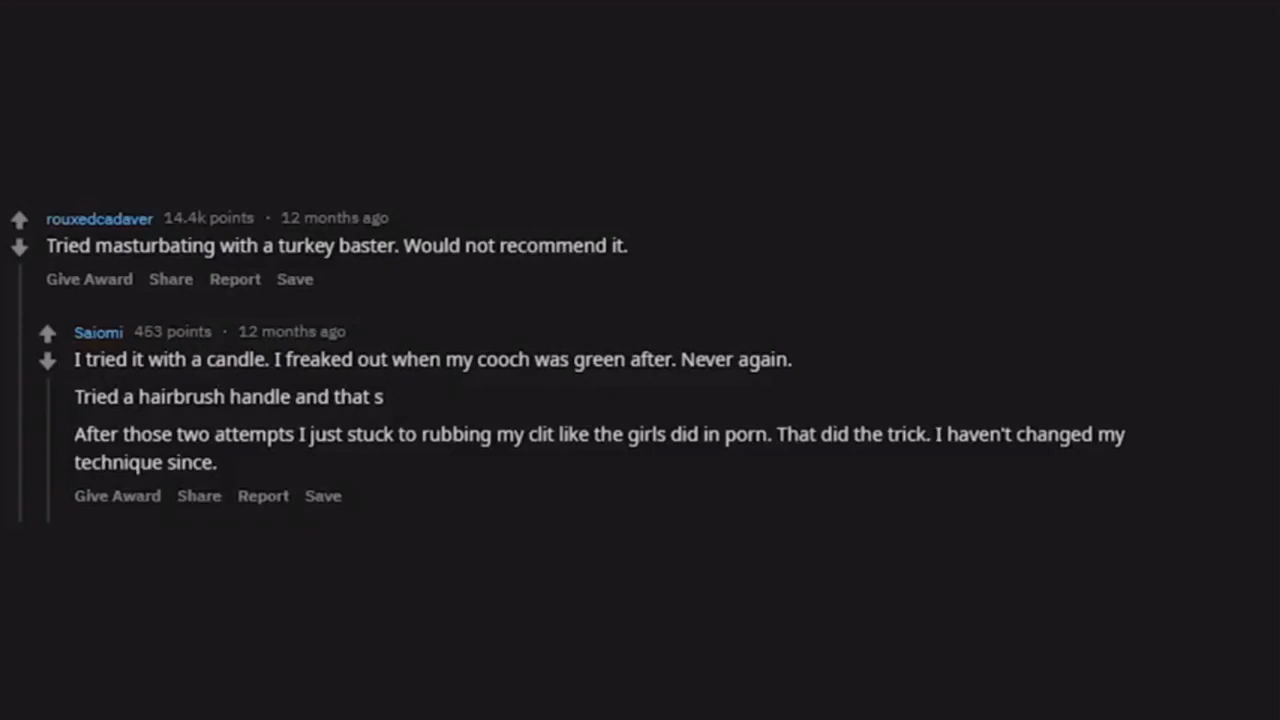 rouxedcadaver 14.4k points · 12 months ago
Tried masturbating with a turkey baster. Would not recommend it.
Give Award Share Report Save
Saiomi 453 points · 12 months ago
I tried it with a candle. I freaked out when my cooch was green after. Never again.
Tried a hairbrush handle and that s
After those two attempts I just stuck to rubbing my clit like the girls did in porn. That did the trick. I haven't changed my
technique since.
Give Award Share Report Save